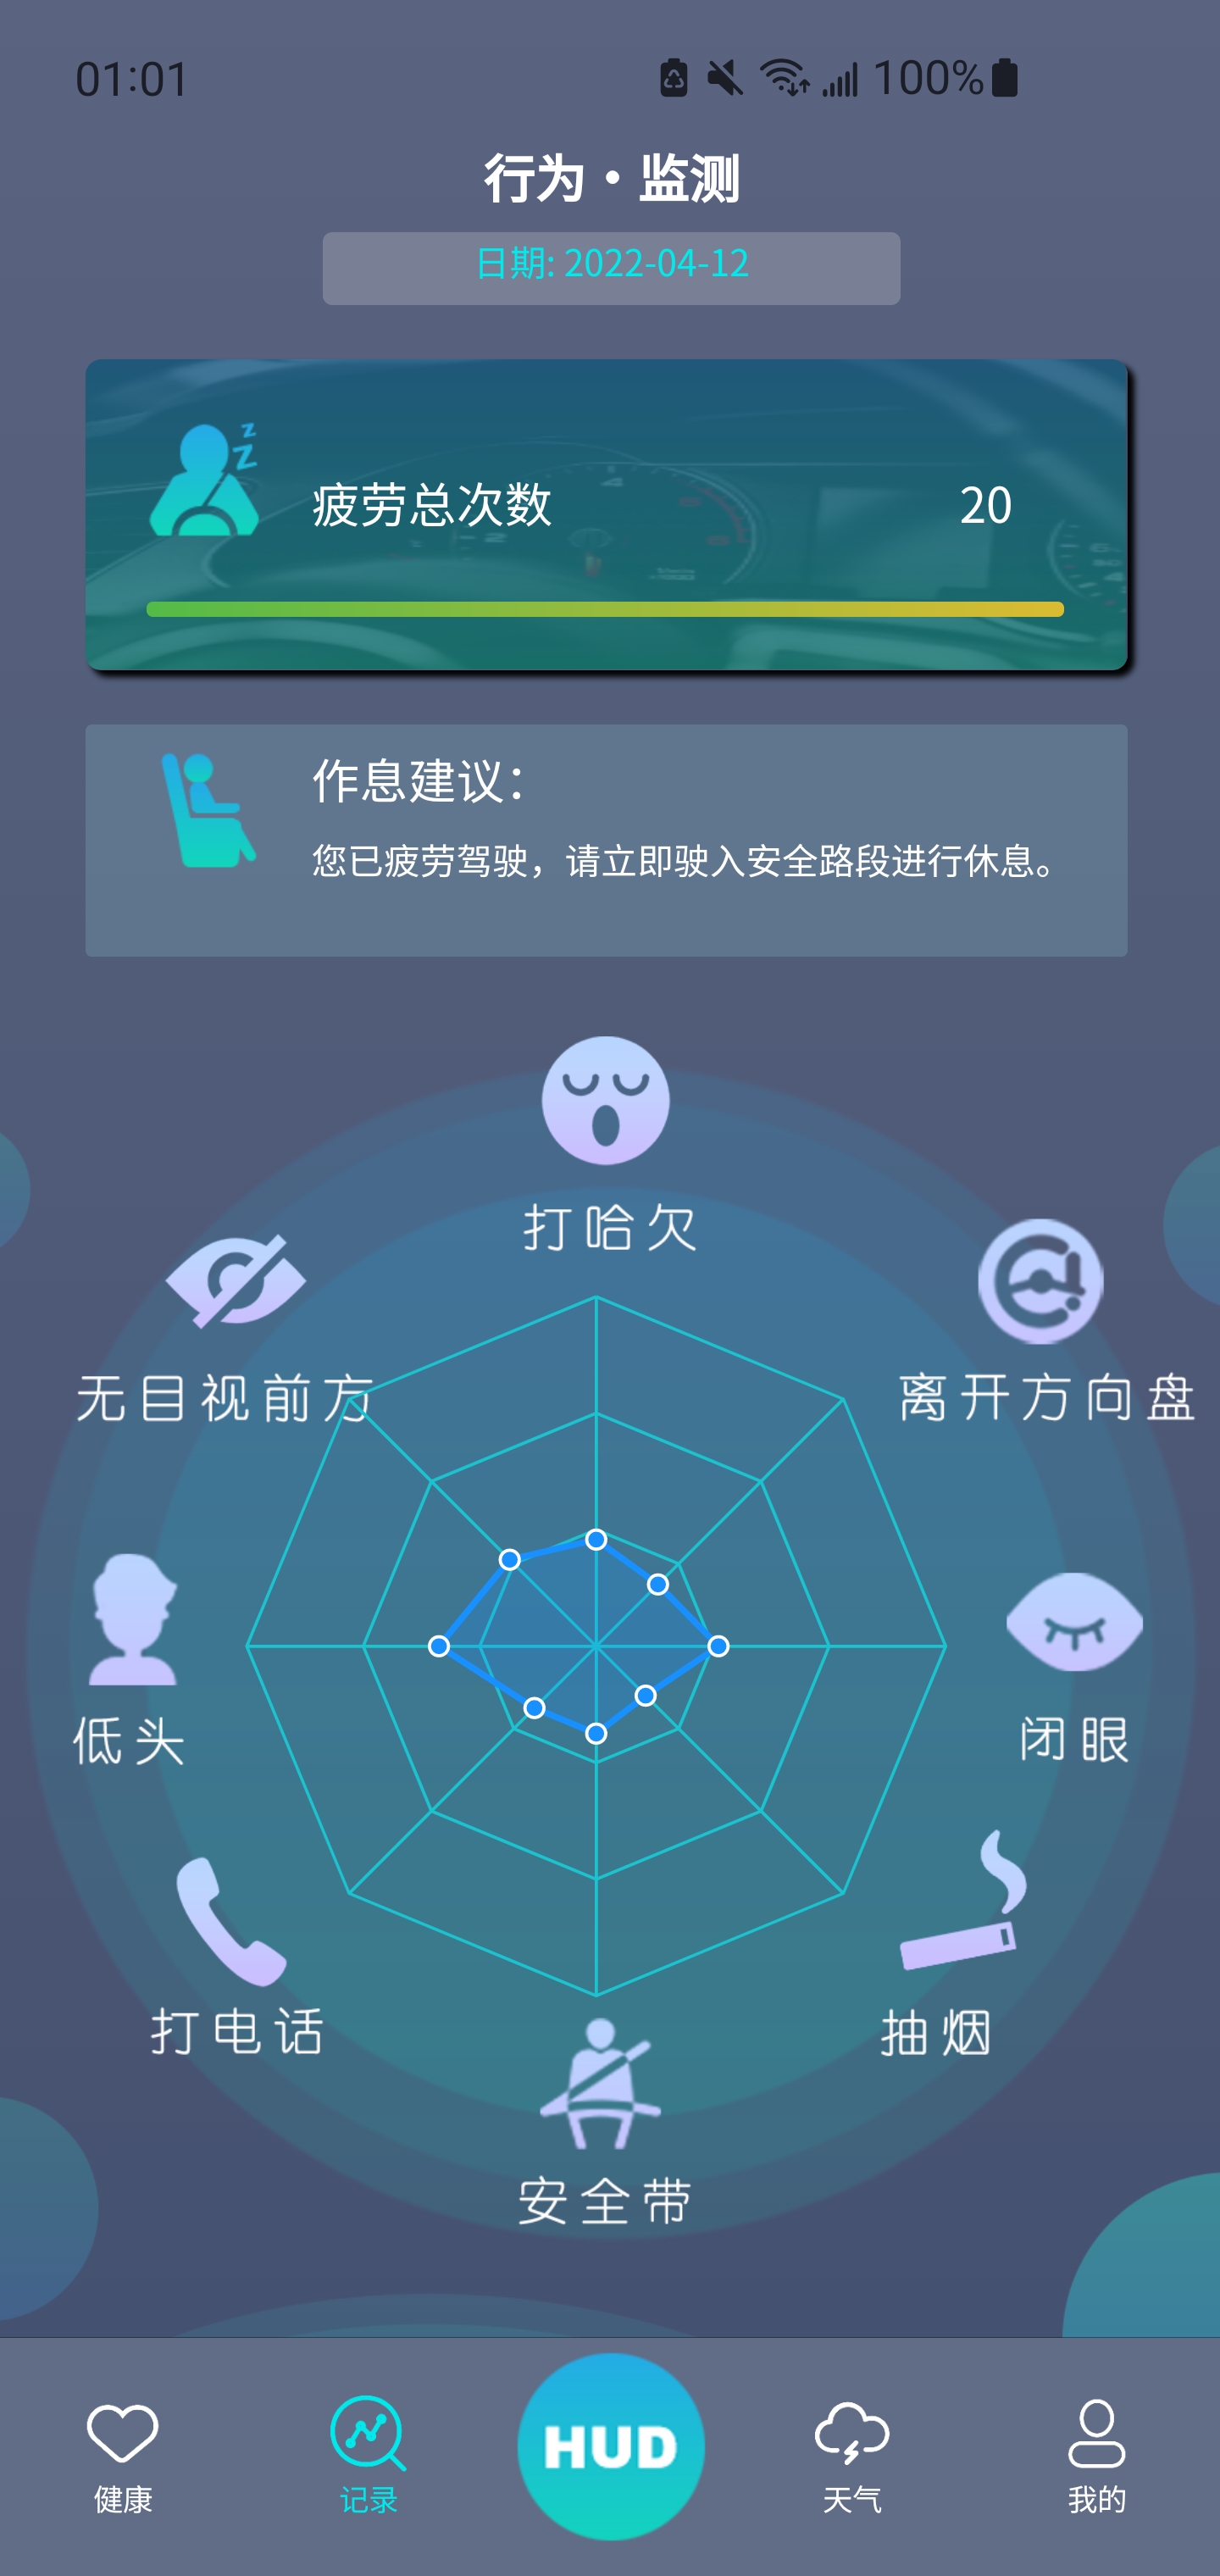 01:01 100%
行为·监测
日期: 2022-04-12
疲劳总次数 20
作息建议：
您已疲劳驾驶，请立即驶入安全路段进行休息。
打哈欠
无目视前方 离开方向盘
低头 闭眼
打电话 抽烟
安全带
HUD
健康 记录 天气 我的